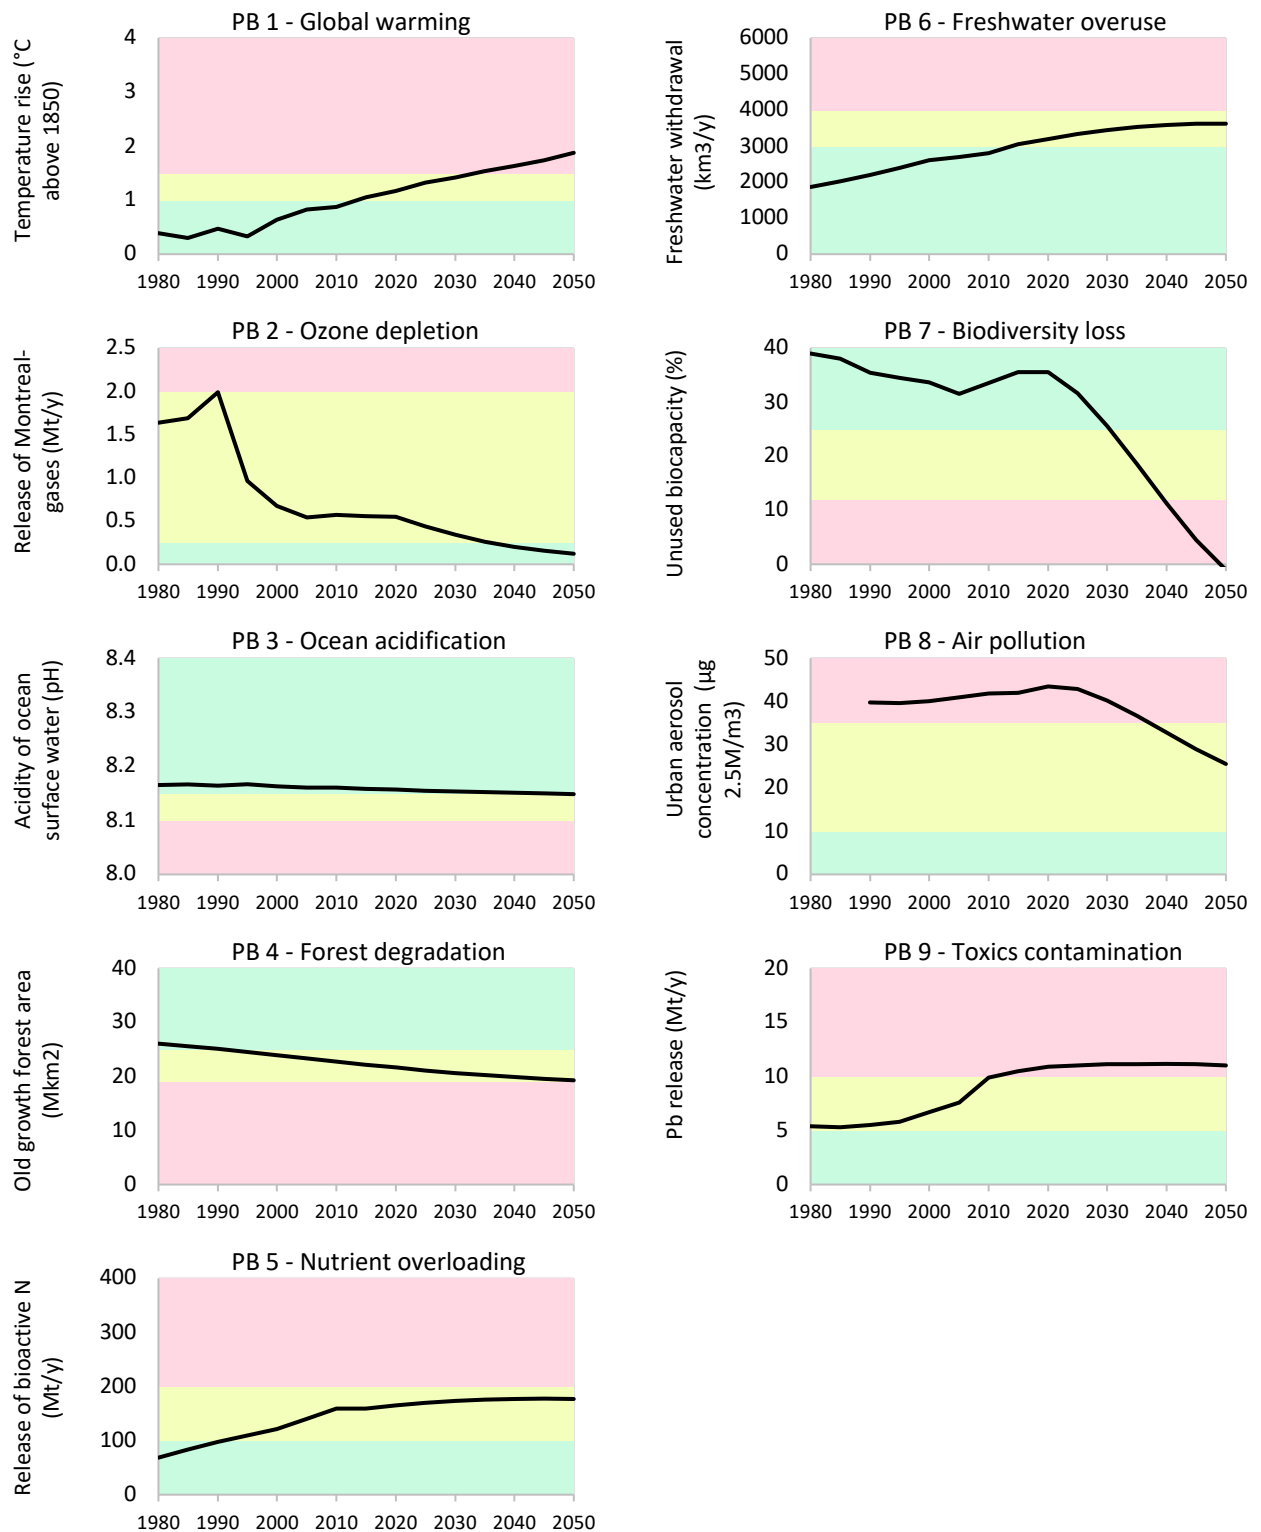 PB 1 - Global warming
Temperature rise (°C
above 1850)
4
3
2
1
0
1980 1990 2000 2010 2020 2030 2040 2050
PB 6 - Freshwater overuse
Freshwater withdrawal
(km3/y)
6000
5000
4000
3000
2000
1000
0
1980 1990 2000 2010 2020 2030 2040 2050
PB 2 - Ozone depletion
Release of Montreal-
gases (Mt/y)
2.5
2.0
1.5
1.0
0.5
0.0
1980 1990 2000 2010 2020 2030 2040 2050
PB 7 - Biodiversity loss
Unused biocapacity (%)
40
30
20
10
0
1980 1990 2000 2010 2020 2030 2040 2050
PB 3 - Ocean acidification
Acidity of ocean
surface water (pH)
8.4
8.3
8.2
8.1
8.0
1980 1990 2000 2010 2020 2030 2040 2050
PB 8 - Air pollution
Urban aerosol
concentration (µg
2.5M/m3)
50
40
30
20
10
0
1980 1990 2000 2010 2020 2030 2040 2050
PB 4 - Forest degradation
Old growth forest area
(Mkm2)
40
30
20
10
0
1980 1990 2000 2010 2020 2030 2040 2050
PB 9 - Toxics contamination
Pb release (Mt/y)
20
15
10
5
0
1980 1990 2000 2010 2020 2030 2040 2050
PB 5 - Nutrient overloading
Release of bioactive N
(Mt/y)
400
300
200
100
0
1980 1990 2000 2010 2020 2030 2040 2050